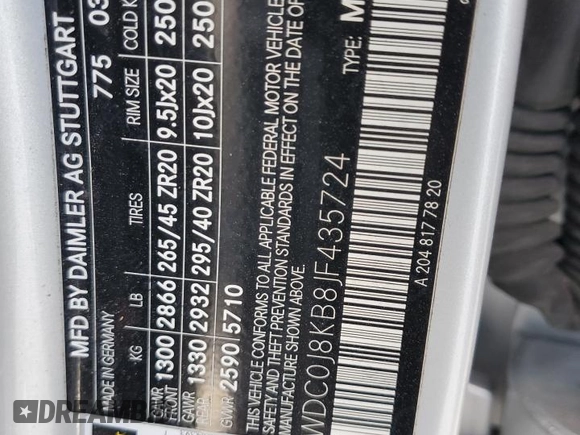 MFD BY DAIMLER AG STUTTGART
MADE IN GERMANY 775 03
KG LB TIRES RIM SIZE COLD
GAWR FRONT 1300 2866 265/45 ZR20 9.5Jx20 250
GAWR REAR 1330 2932 295/40 ZR20 10Jx20 250
GVWR 2590 5710
THIS VEHICLE CONFORMS TO ALL APPLICABLE FEDERAL MOTOR VEHICLE
SAFETY AND THEFT PREVENTION STANDARDS IN EFFECT ON THE DATE OF
MANUFACTURE SHOWN ABOVE.
WDC0J8KB8JF435724 TYPE:
A 204 817 78 20
DREAMBID